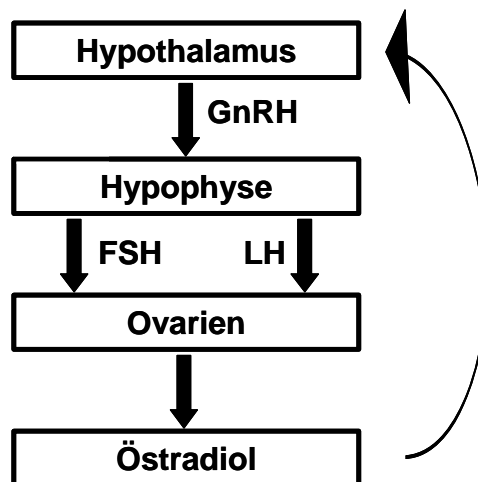 Hypothalamus
GnRH
Hypophyse
FSH LH
Ovarien
Östradiol